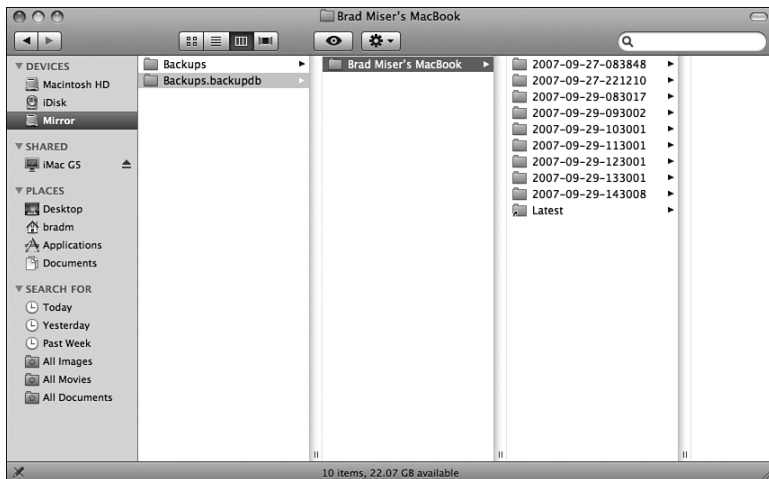 Brad Miser's MacBook
DEVICES
Macintosh HD
iDisk
Mirror
SHARED
iMac G5
PLACES
Desktop
bradm
Applications
Documents
SEARCH FOR
Today
Yesterday
Past Week
All Images
All Movies
All Documents
Backups
Backups.backupdb
Brad Miser's MacBook
2007-09-27-083848
2007-09-27-221210
2007-09-29-083017
2007-09-29-093002
2007-09-29-103001
2007-09-29-113001
2007-09-29-123001
2007-09-29-133001
2007-09-29-143008
Latest
10 items, 22.07 GB available